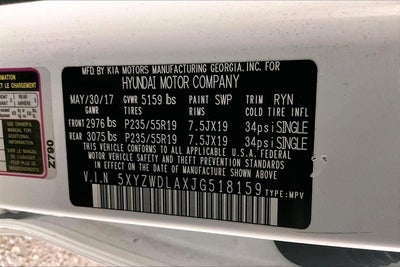 MFD BY KIA MOTORS MANUFACTURING GEORGIA, INC. FOR
HYUNDAI MOTOR COMPANY
MAY/30/17 GVWR 5159 lbs PAINT SWP TRIM RYN
GAWR TIRES RIMS COLD TIRE INFL
FRONT 2976 lbs P235/55R19 7.5JX19 34psi SINGLE
REAR 3075 lbs P235/55R19 7.5JX19 34psi SINGLE
THIS VEHICLE CONFORMS TO ALL APPLICABLE U.S.A. FEDERAL
MOTOR VEHICLE SAFETY, BUMPER, AND THEFT PREVENTION STANDARDS
IN EFFECT ON THE DATE OF MANUFACTURE SHOWN ABOVE.
V.I.N 5XYZWDLAXJG518159
TYPE:MPV
Z790
LE CHARGEMENT